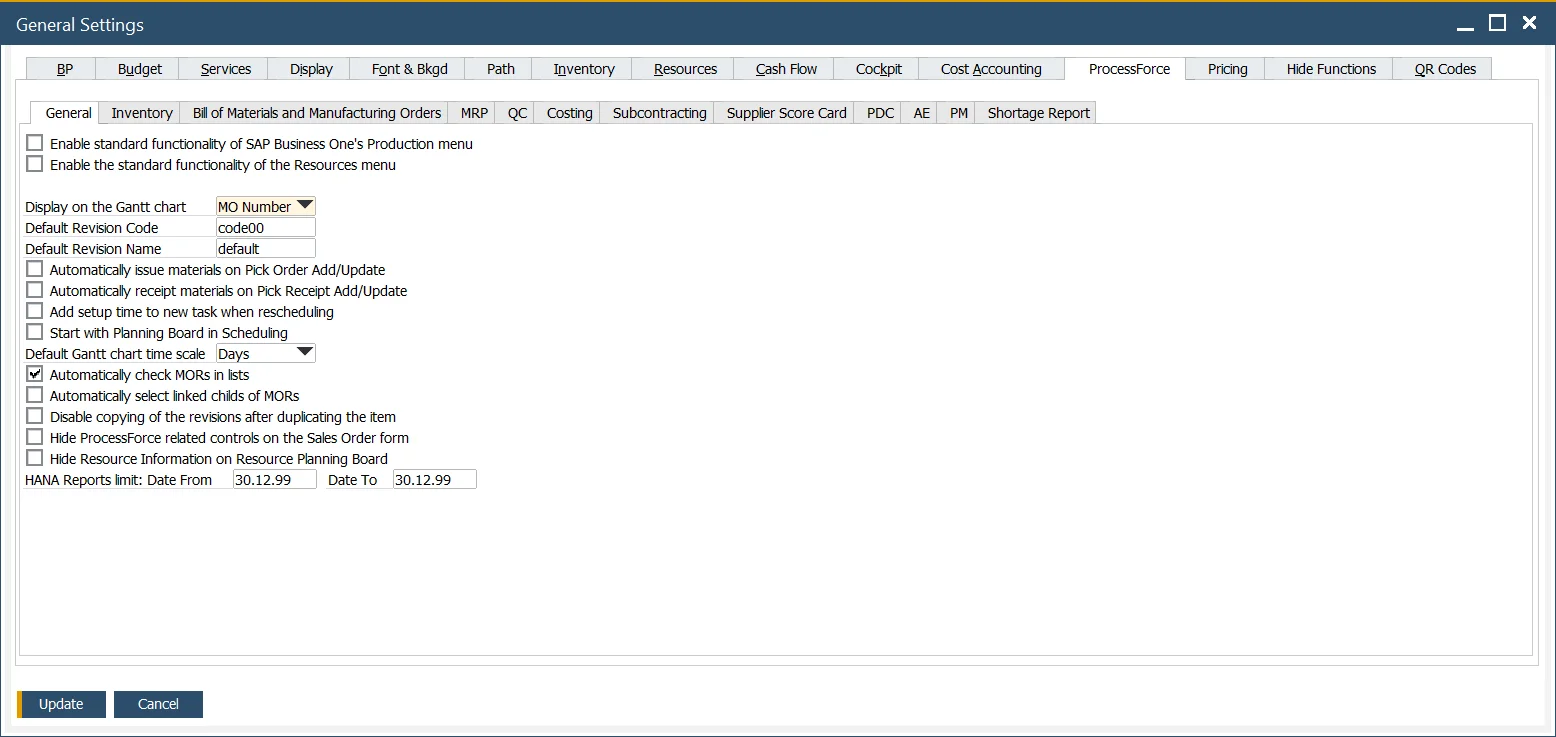 General Settings
BP Budget Services Display Font & Bkgd Path Inventory Resources Cash Flow Cockpit Cost Accounting ProcessForce Pricing Hide Functions QR Codes
General Inventory Bill of Materials and Manufacturing Orders MRP QC Costing Subcontracting Supplier Score Card PDC AE PM Shortage Report
Enable standard functionality of SAP Business One's Production menu
Enable the standard functionality of the Resources menu
Display on the Gantt chart MO Number
Default Revision Code code00
Default Revision Name default
Automatically issue materials on Pick Order Add/Update
Automatically receipt materials on Pick Receipt Add/Update
Add setup time to new task when rescheduling
Start with Planning Board in Scheduling
Default Gantt chart time scale Days
Automatically check MORs in lists
Automatically select linked childs of MORs
Disable copying of the revisions after duplicating the item
Hide ProcessForce related controls on the Sales Order form
Hide Resource Information on Resource Planning Board
HANA Reports limit: Date From 30.12.99 Date To 30.12.99
Update Cancel